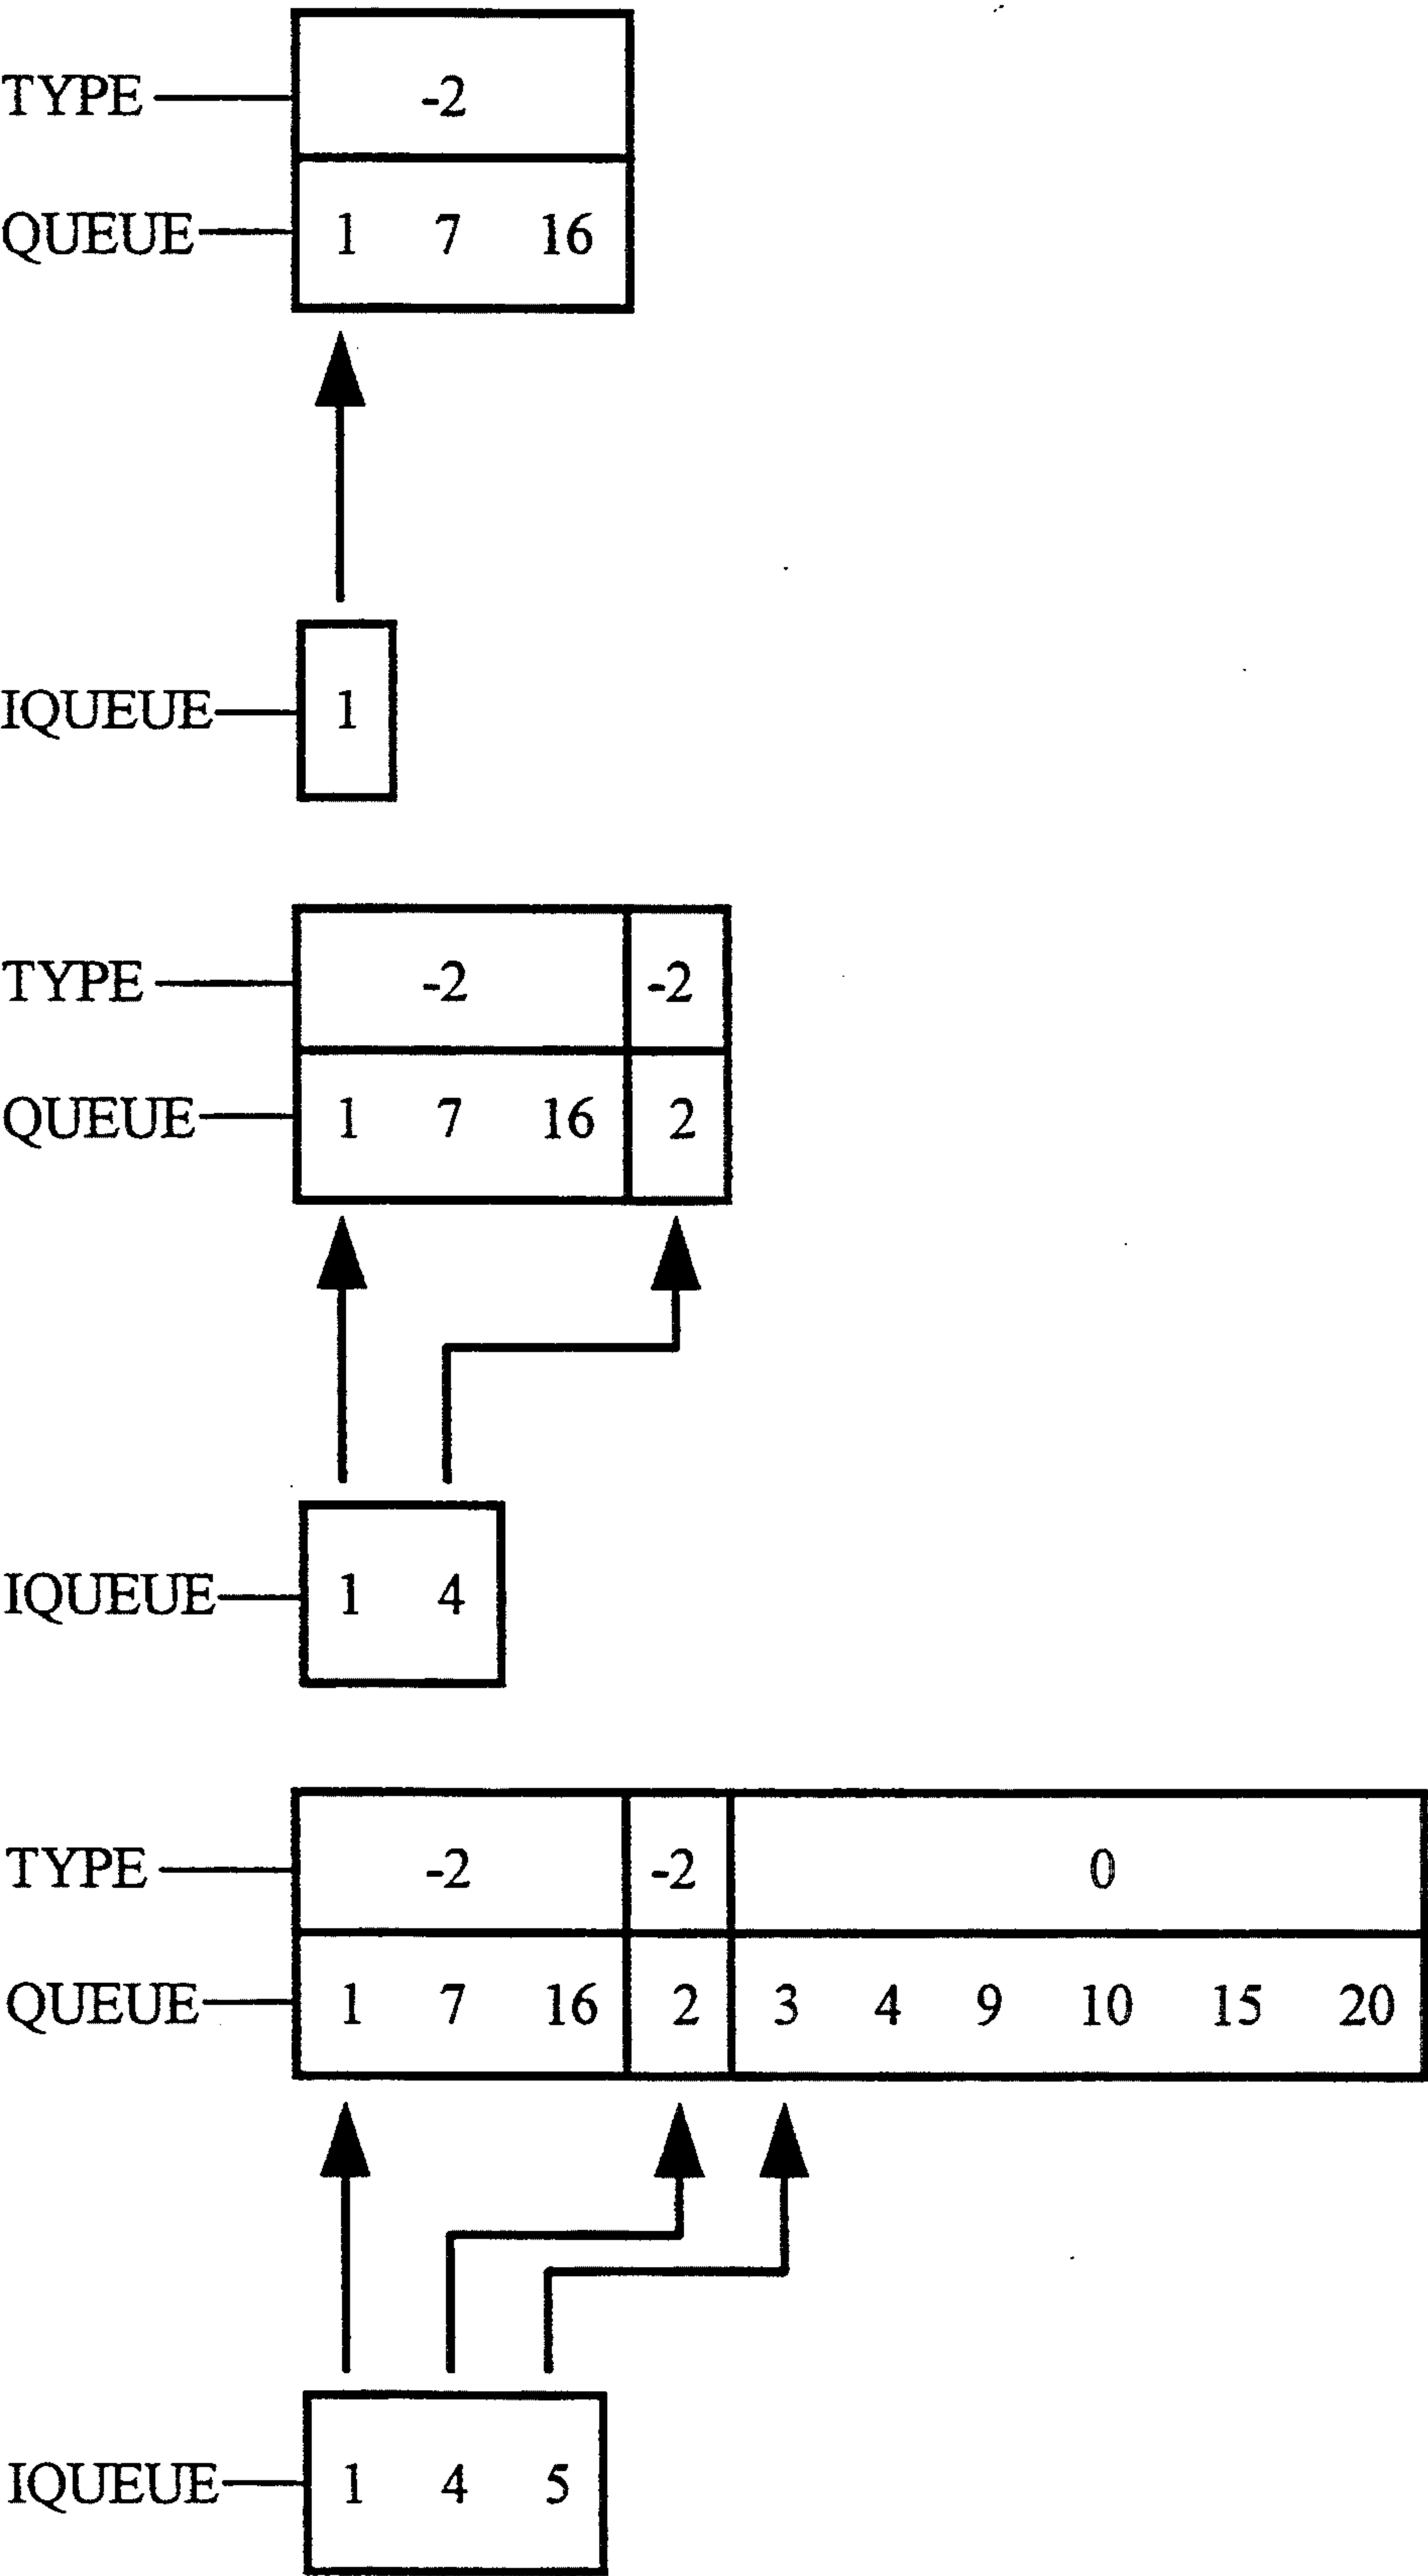 TYPE -2
QUEUE 1 7 16
IQUEUE 1
TYPE -2 -2
QUEUE 1 7 16 2
IQUEUE 1 4
TYPE -2 -2 0
QUEUE 1 7 16 2 3 4 9 10 15 20
IQUEUE 1 4 5